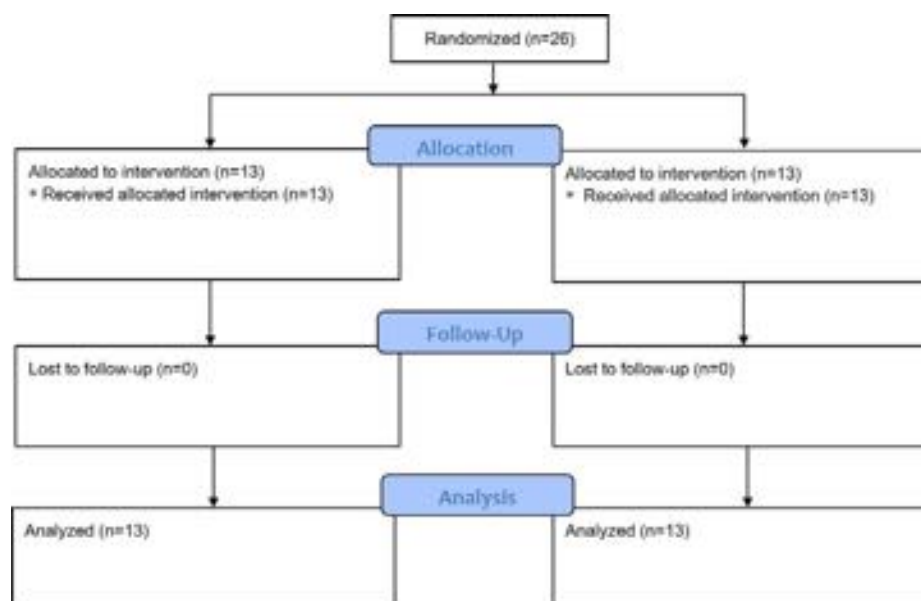 Randomized (n=26)
Allocation
Allocated to intervention (n=13)
* Received allocated intervention (n=13)
Allocated to intervention (n=13)
* Received allocated intervention (n=13)
Follow-Up
Lost to follow-up (n=0)
Lost to follow-up (n=0)
Analysis
Analyzed (n=13)
Analyzed (n=13)